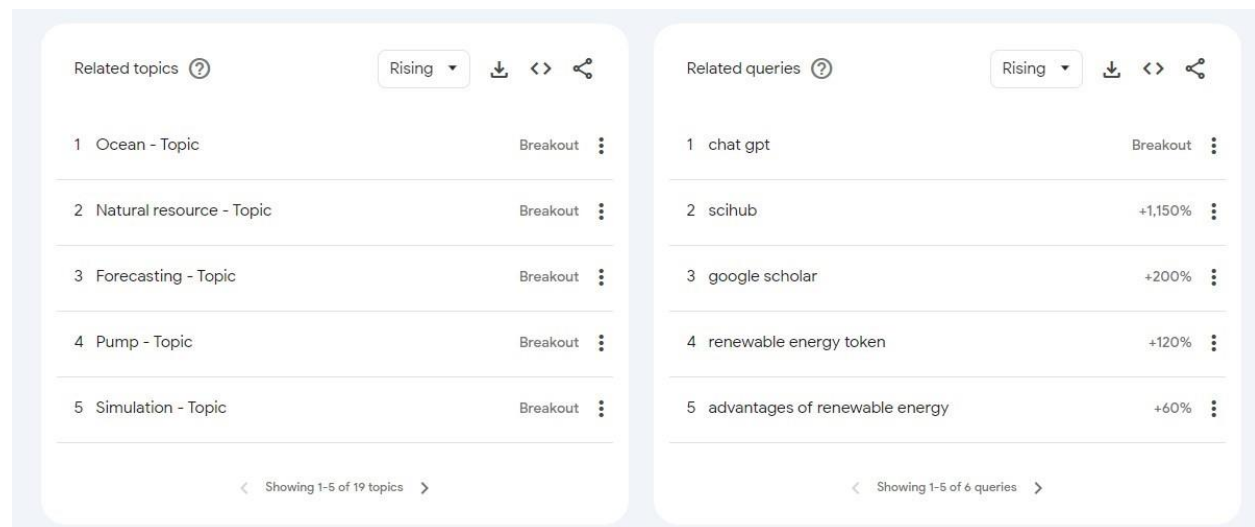 Related topics
Rising
1 Ocean - Topic Breakout
2 Natural resource - Topic Breakout
3 Forecasting - Topic Breakout
4 Pump - Topic Breakout
5 Simulation - Topic Breakout
Showing 1-5 of 19 topics
Related queries
Rising
1 chat gpt Breakout
2 scihub +1,150%
3 google scholar +200%
4 renewable energy token +120%
5 advantages of renewable energy +60%
Showing 1-5 of 6 queries